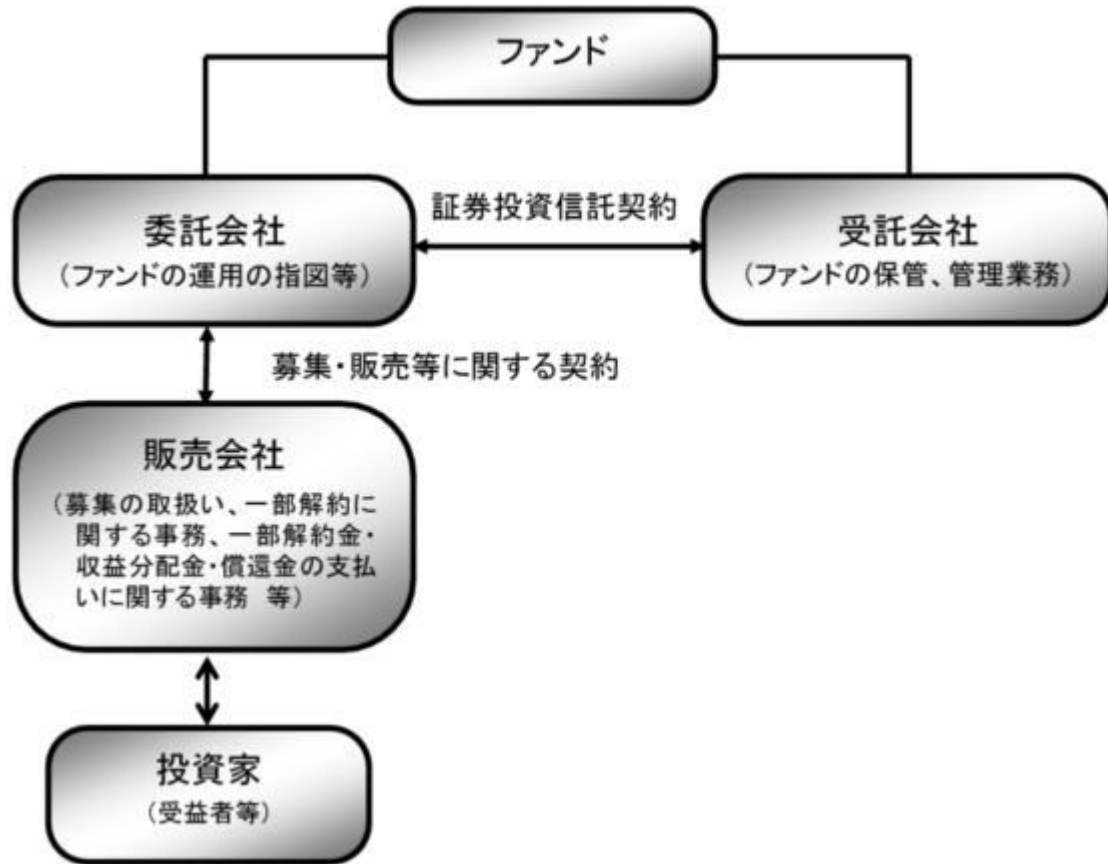 ファンド
委託会社
（ファンドの運用の指図等）
証券投資信託契約
受託会社
（ファンドの保管、管理業務）
募集・販売等に関する契約
販売会社
（募集の取扱い、一部解約に
関する事務、一部解約金・
収益分配金・償還金の支払
いに関する事務　等）
投資家
（受益者等）